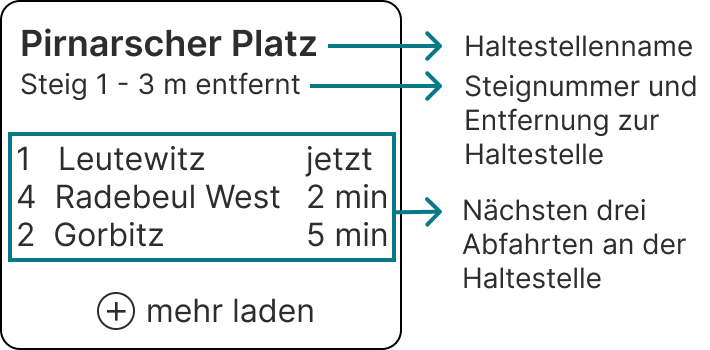 Pirnarscher Platz
Haltestellenname
Steig 1 - 3 m entfernt
Steignummer und
Entfernung zur
Haltestelle
1 Leutewitz jetzt
4 Radebeul West 2 min
2 Gorbitz 5 min
Nächsten drei
Abfahrten an der
Haltestelle
mehr laden